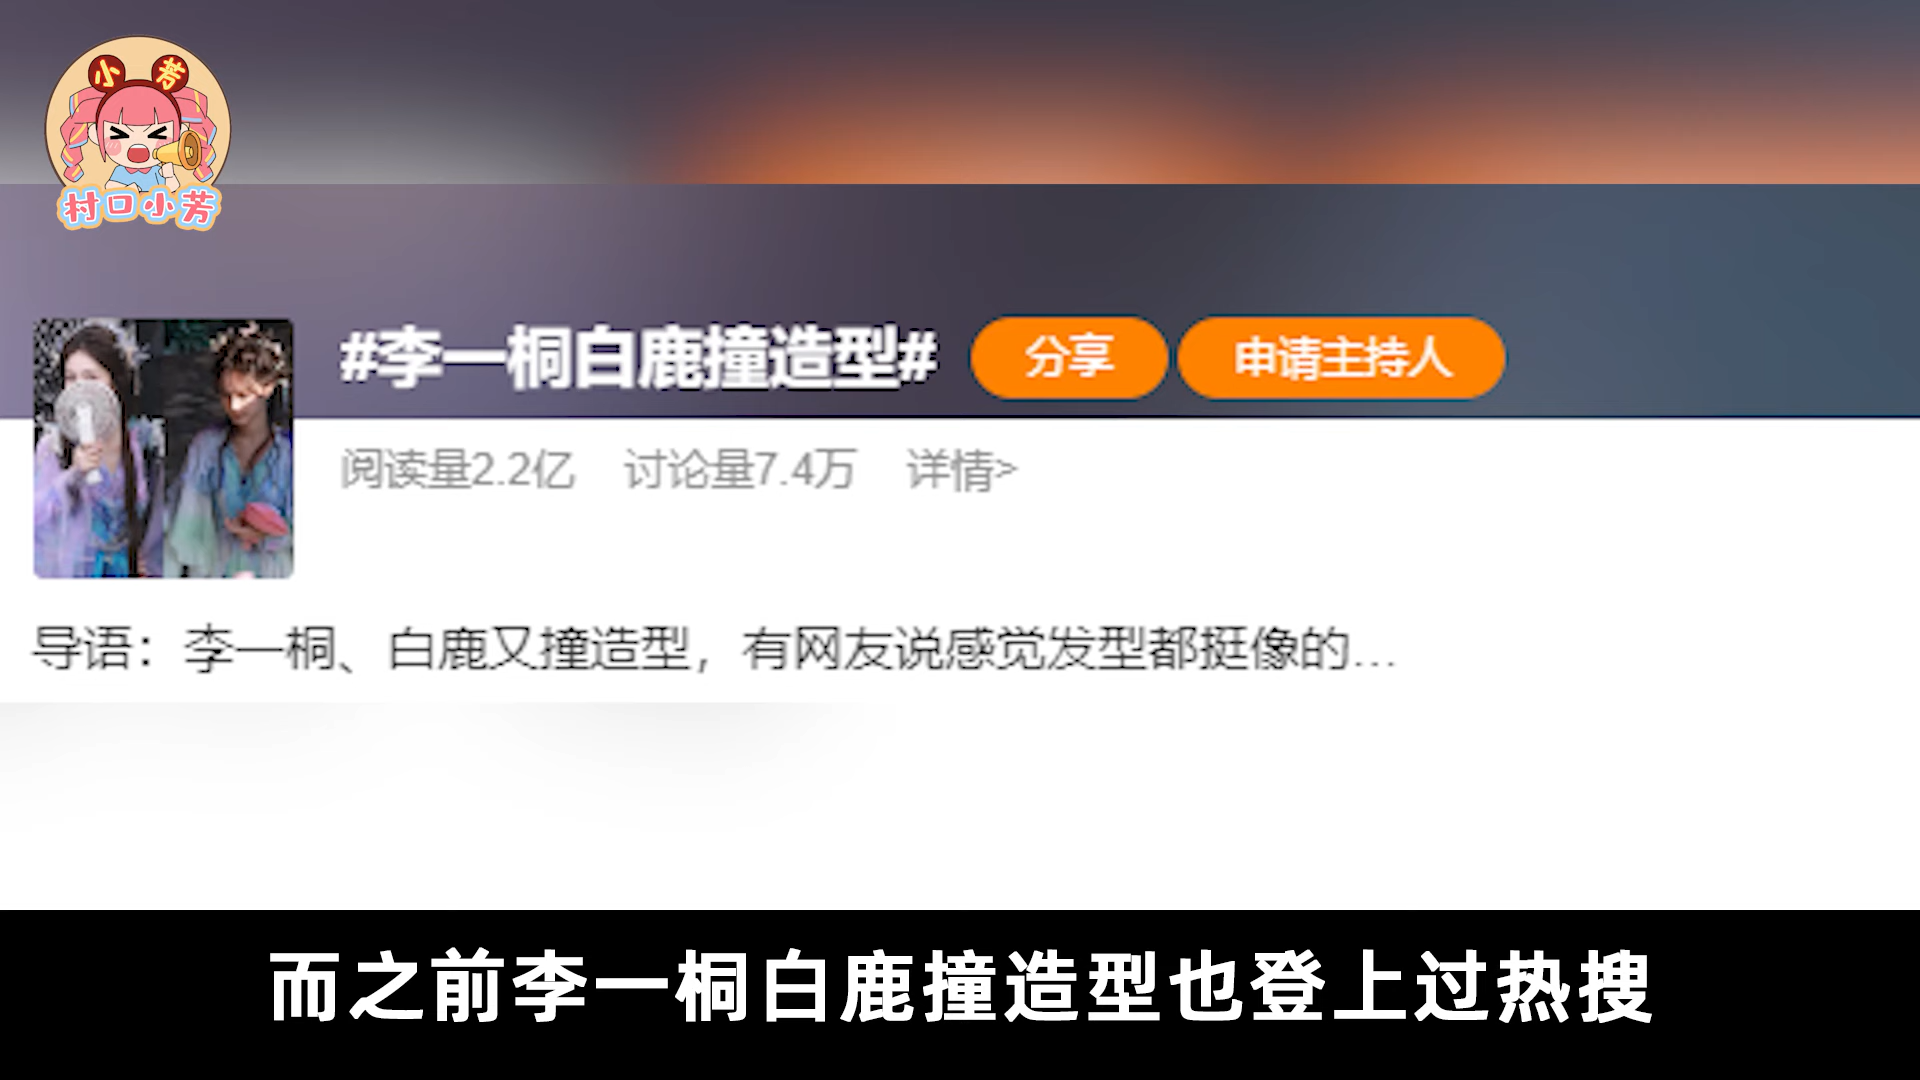 小芳
村口小芳
#李一桐白鹿撞造型# 分享 申请主持人
阅读量2.2亿 讨论量7.4万 详情>
导语：李一桐、白鹿又撞造型，有网友说感觉发型都挺像的...
而之前李一桐白鹿撞造型也登上过热搜